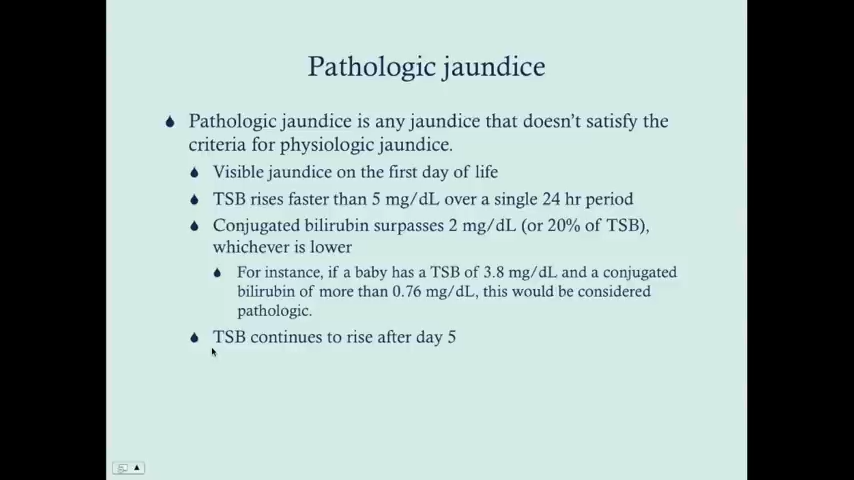 Pathologic jaundice
Pathologic jaundice is any jaundice that doesn't satisfy the
criteria for physiologic jaundice.
Visible jaundice on the first day of life
TSB rises faster than 5 mg/dL over a single 24 hr period
Conjugated bilirubin surpasses 2 mg/dL (or 20% of TSB),
whichever is lower
For instance, if a baby has a TSB of 3.8 mg/dL and a conjugated
bilirubin of more than 0.76 mg/dL, this would be considered
pathologic.
TSB continues to rise after day 5